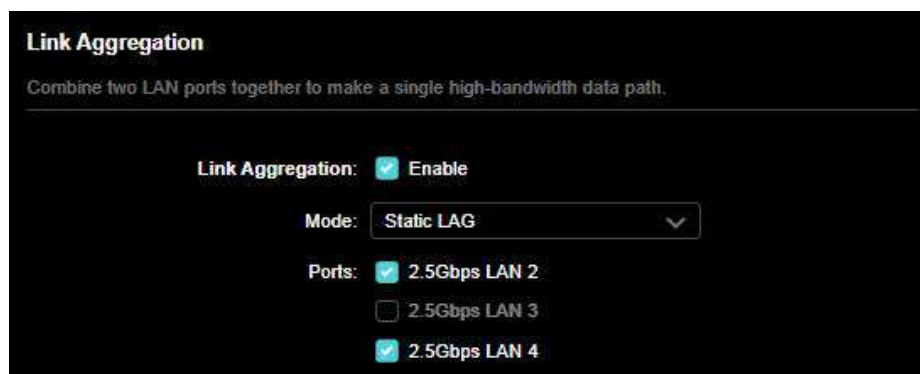 Link Aggregation
Combine two LAN ports together to make a single high-bandwidth data path.
Link Aggregation: Enable
Mode: Static LAG
Ports: 2.5Gbps LAN 2
2.5Gbps LAN 3
2.5Gbps LAN 4